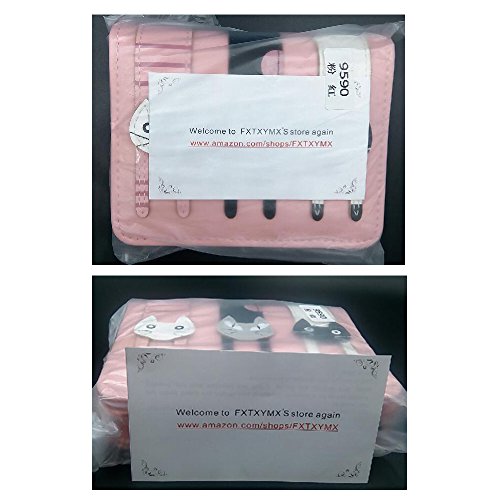 9590
粉 红
Welcome to FXTXYMX'S store again
www.amazon.com/shops/FXTXYMX
Welcome to FXTXYMX'S store again
www.amazon.com/shops/FXTXYMX